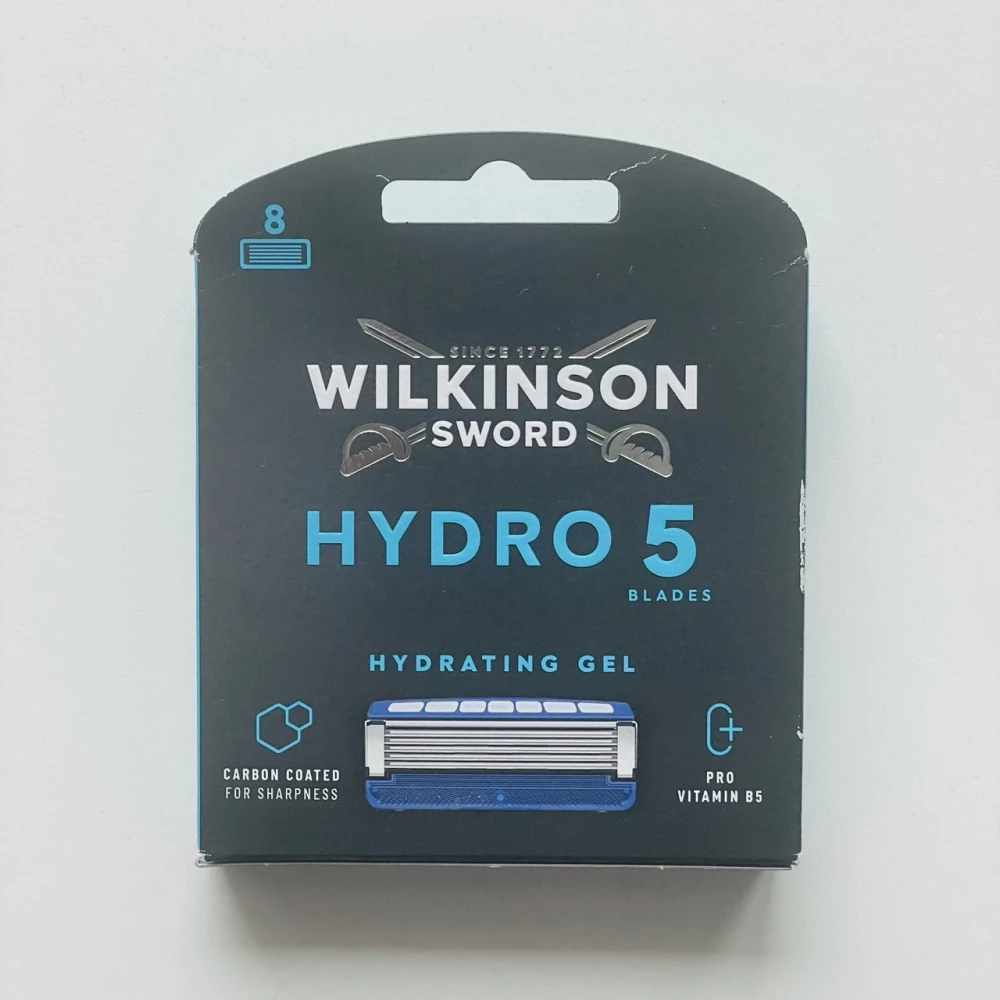 8
SINCE 1772
WILKINSON
SWORD
HYDRO 5
BLADES
HYDRATING GEL
CARBON COATED
FOR SHARPNESS
PRO
VITAMIN B5